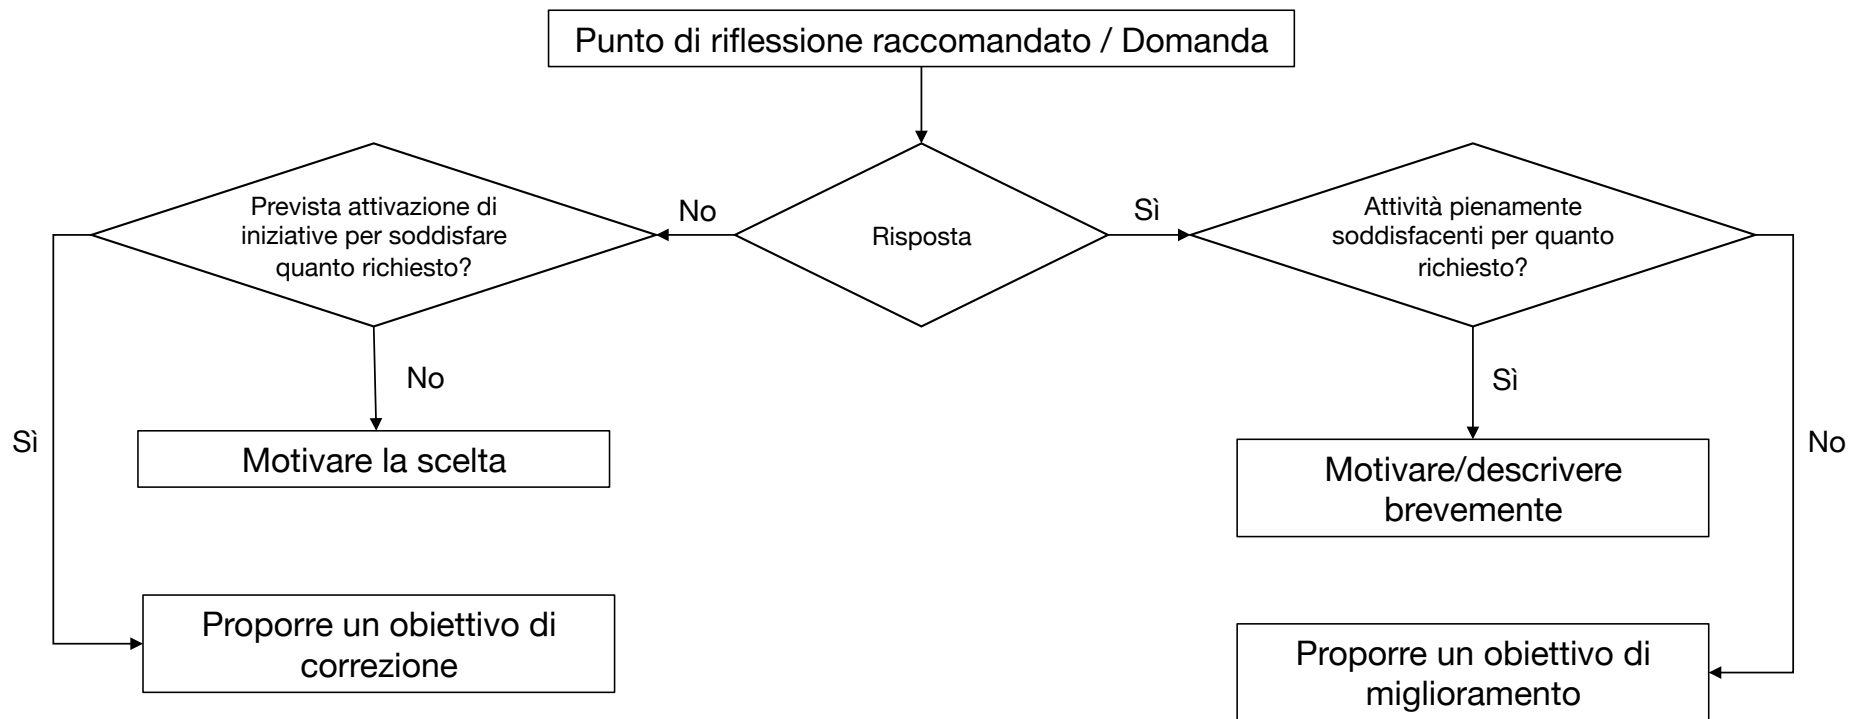 Punto di riflessione raccomandato / Domanda
Prevista attivazione di
iniziative per soddisfare
quanto richiesto?
No
Risposta
Sì
Attività pienamente
soddisfacenti per quanto
richiesto?
No
Sì
Sì
No
Motivare la scelta
Motivare/descrivere
brevemente
Proporre un obiettivo di
correzione
Proporre un obiettivo di
miglioramento